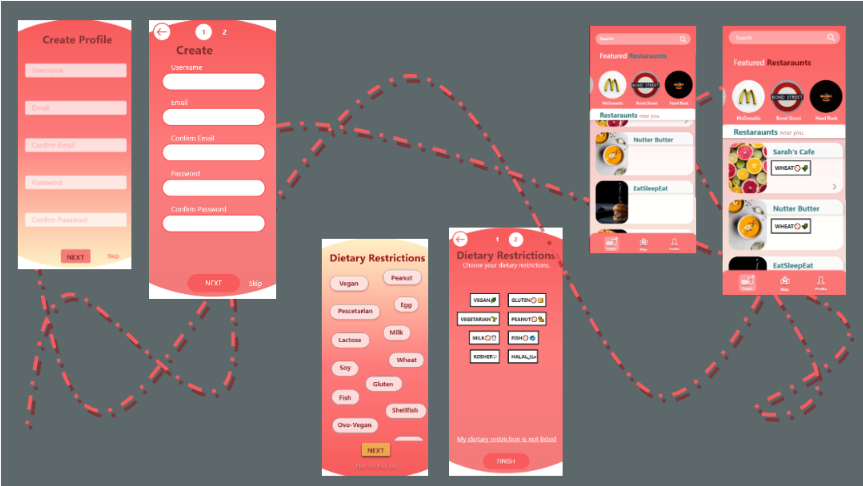 Create Profile
Username
Email
Confirm Email
Password
Confirm Password
NEXT
Skip
1
2
Create
Username
Email
Confirm Email
Password
Confirm Password
NEXT
Skip
Dietary Restrictions
Vegan
Peanut
Pescetarian
Egg
Lactose
Milk
Soy
Wheat
Gluten
Fish
Shellfish
Ovo-Vegan
NEXT
1
2
Dietary Restrictions
Choose your dietary restrictions.
VEGAN
GLUTEN
VEGETARIAN
PEANUT
MILK
FISH
KOSHER
HALAL
My dietary restriction is not listed
FINISH
Search
Featured Restaraunts
McDonalds
Bond Street
Hard Rock
BOND STREET
Restaraunts near you.
Nutter Butter
EatSleepEat
Map
Profile
Search
Featured Restaraunts
BOND STREET
McDonalds
Bond Street
Hard Rock
Restaraunts near you.
Sarah's Cafe
WHEAT
Nutter Butter
WHEAT
EatSleepEat
Map
Profile